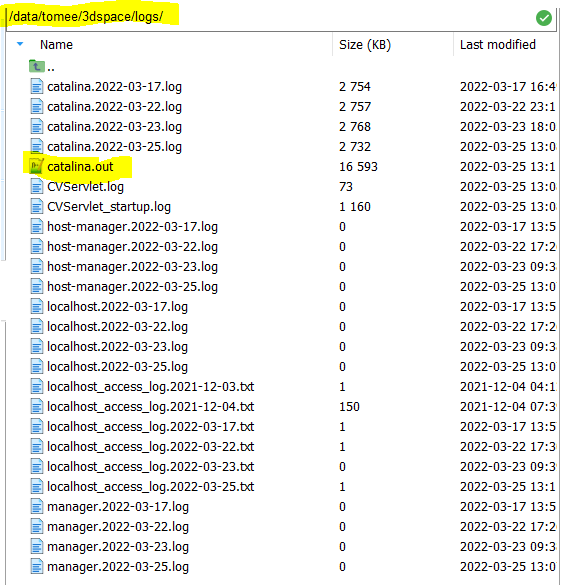 /data/tomee/3dspace/logs/
Name Size (KB) Last modified
..
catalina.2022-03-17.log 2 754 2022-03-17 16:4
catalina.2022-03-22.log 2 757 2022-03-22 23:1
catalina.2022-03-23.log 2 768 2022-03-23 18:0
catalina.2022-03-25.log 2 732 2022-03-25 13:0
catalina.out 16 593 2022-03-25 13:1
CVServlet.log 73 2022-03-25 13:0
CVServlet_startup.log 1 160 2022-03-25 13:0
host-manager.2022-03-17.log 0 2022-03-17 13:5
host-manager.2022-03-22.log 0 2022-03-22 17:2
host-manager.2022-03-23.log 0 2022-03-23 09:3
host-manager.2022-03-25.log 0 2022-03-25 13:0
localhost.2022-03-17.log 0 2022-03-17 13:5
localhost.2022-03-22.log 0 2022-03-22 17:2
localhost.2022-03-23.log 0 2022-03-23 09:3
localhost.2022-03-25.log 0 2022-03-25 13:0
localhost_access_log.2021-12-03.txt 1 2021-12-04 04:1
localhost_access_log.2021-12-04.txt 150 2021-12-04 07:3
localhost_access_log.2022-03-17.txt 1 2022-03-17 13:5
localhost_access_log.2022-03-22.txt 1 2022-03-22 17:3
localhost_access_log.2022-03-23.txt 0 2022-03-23 09:3
localhost_access_log.2022-03-25.txt 1 2022-03-25 13:1
manager.2022-03-17.log 0 2022-03-17 13:5
manager.2022-03-22.log 0 2022-03-22 17:2
manager.2022-03-23.log 0 2022-03-23 09:3
manager.2022-03-25.log 0 2022-03-25 13:0